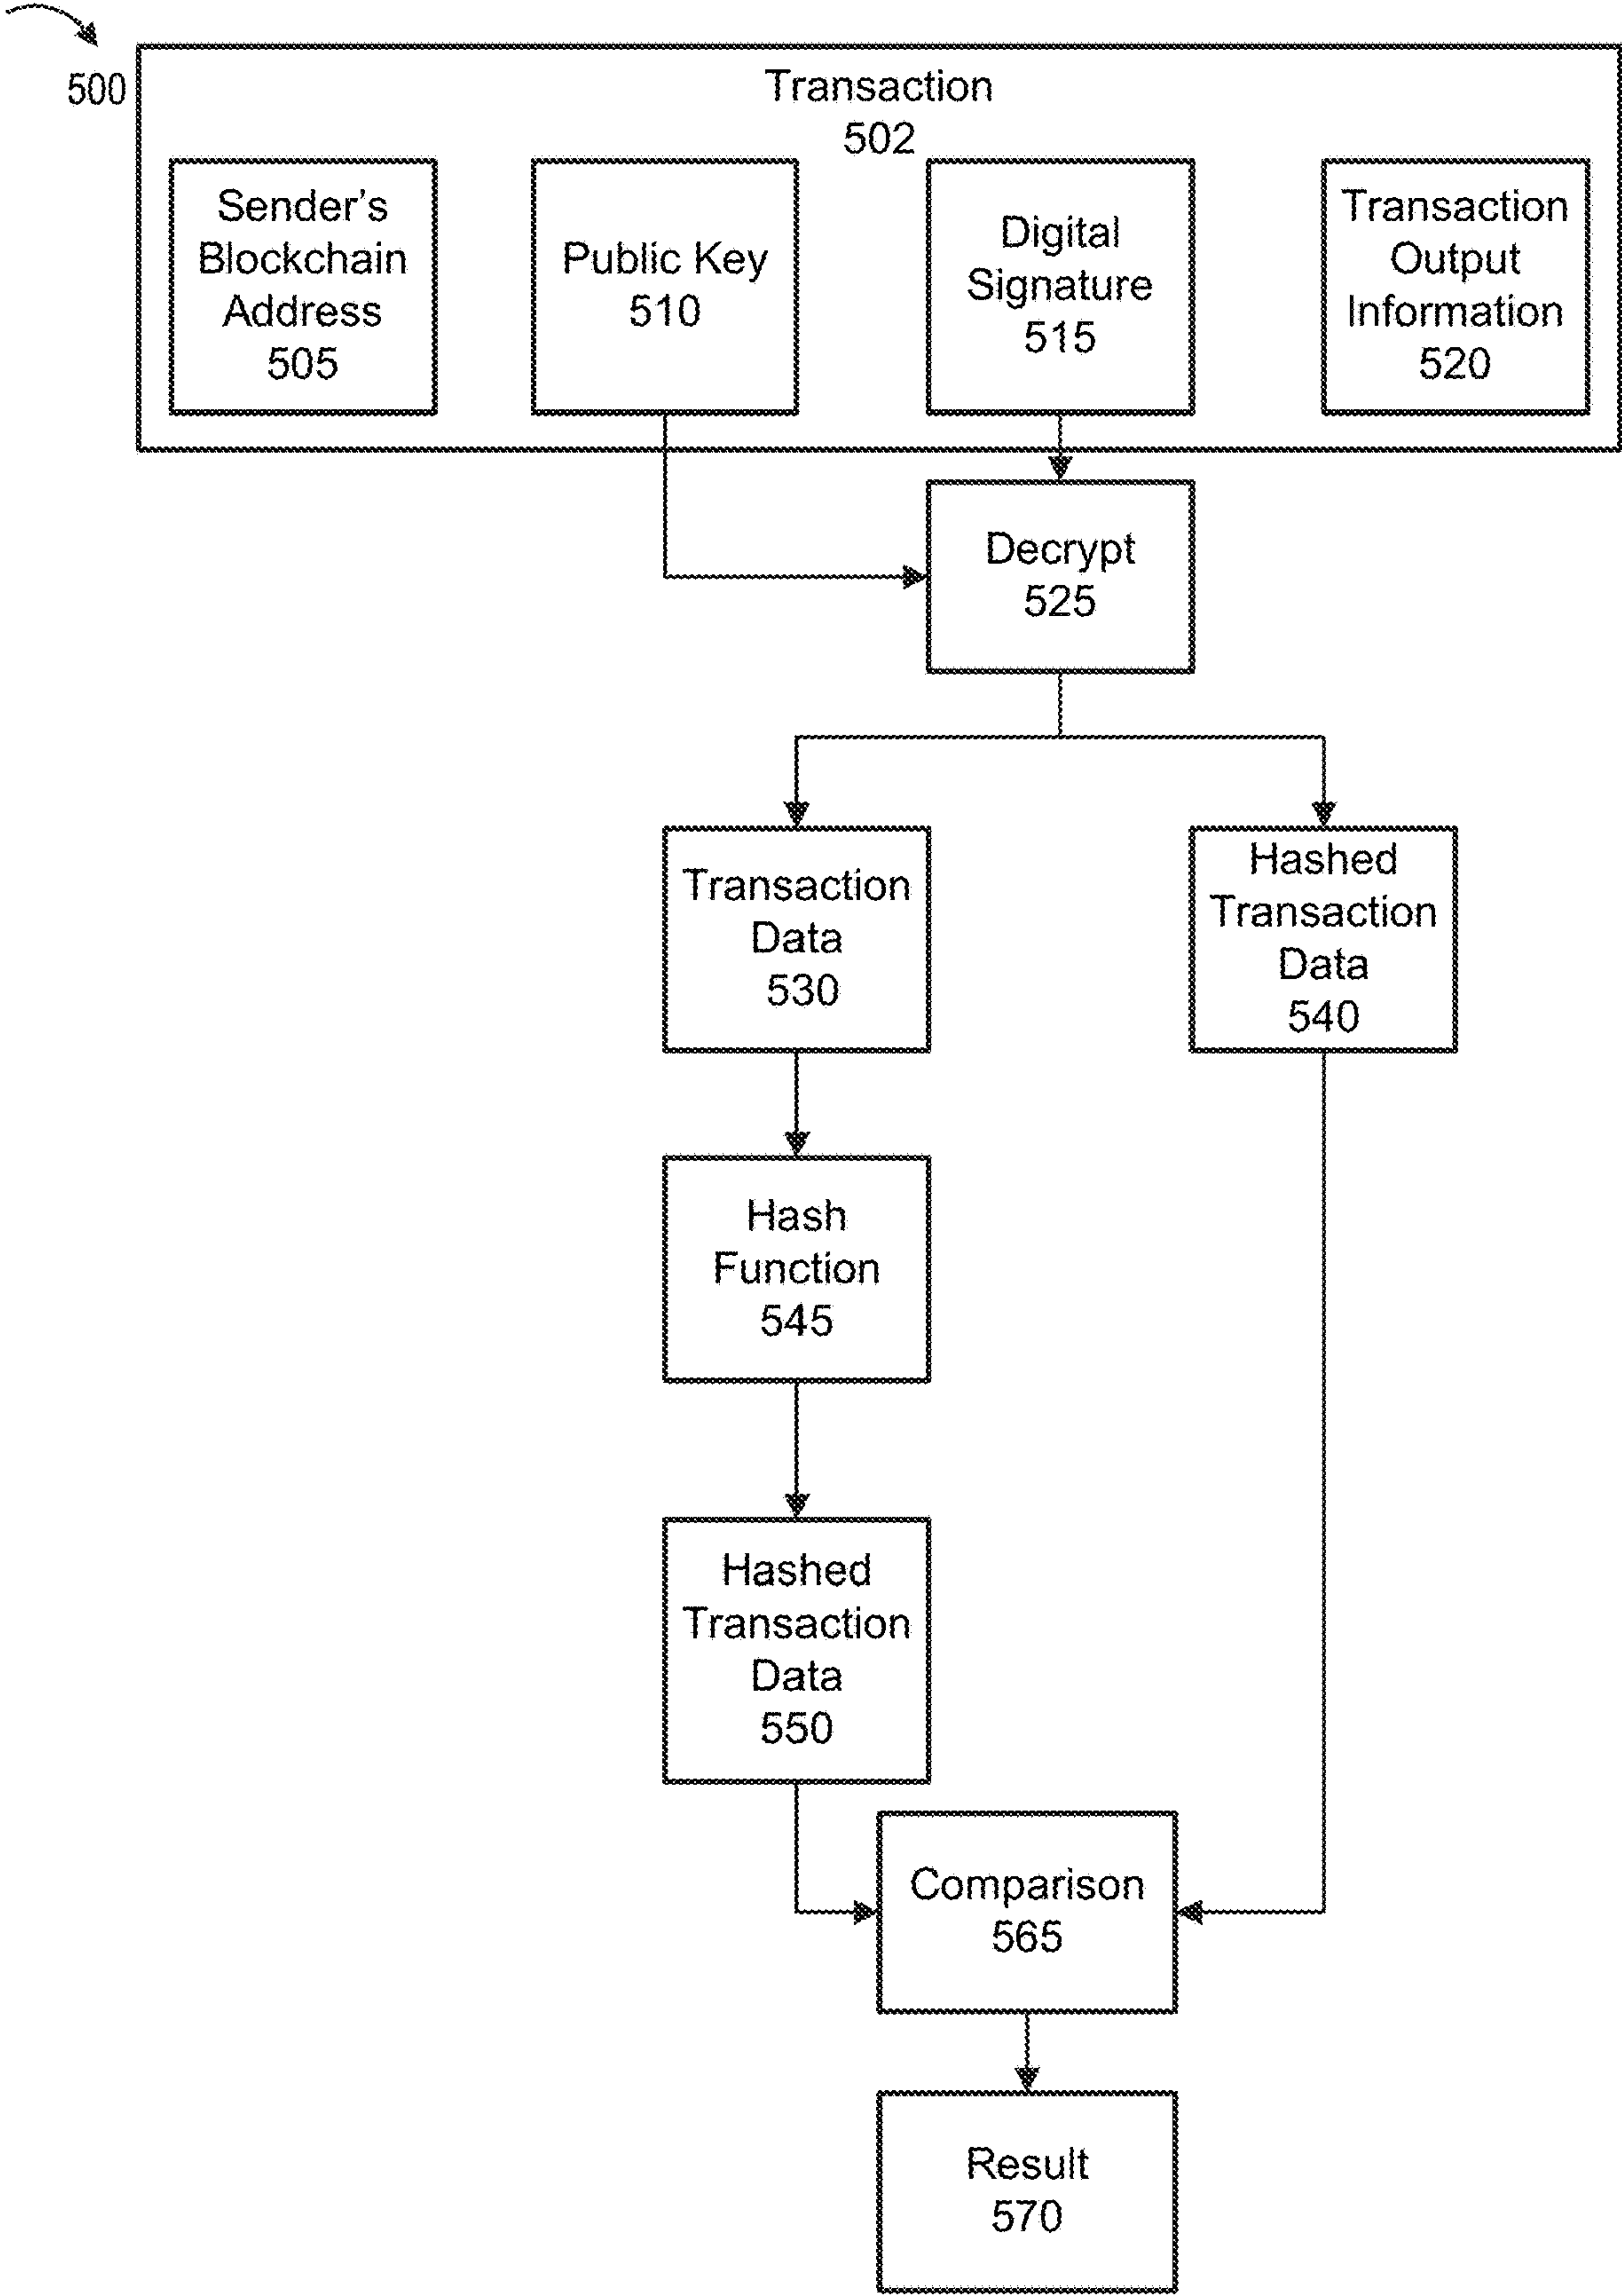 500
Transaction
502
Sender's
Blockchain
Address
505
Public Key
510
Digital
Signature
515
Transaction
Output
Information
520
Decrypt
525
Transaction
Data
530
Hashed
Transaction
Data
540
Hash
Function
545
Hashed
Transaction
Data
550
Comparison
565
Result
570